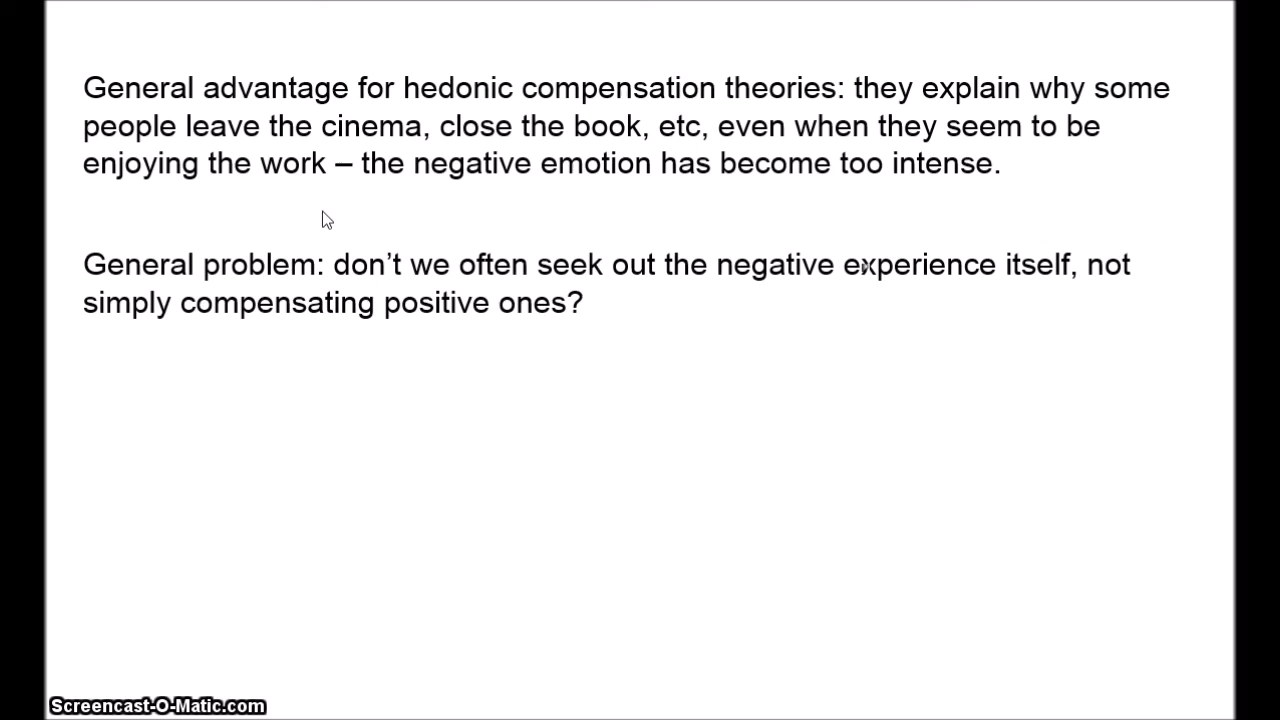 General advantage for hedonic compensation theories: they explain why some
people leave the cinema, close the book, etc, even when they seem to be
enjoying the work – the negative emotion has become too intense.
General problem: don’t we often seek out the negative experience itself, not
simply compensating positive ones?
Screencast-O-Matic.com